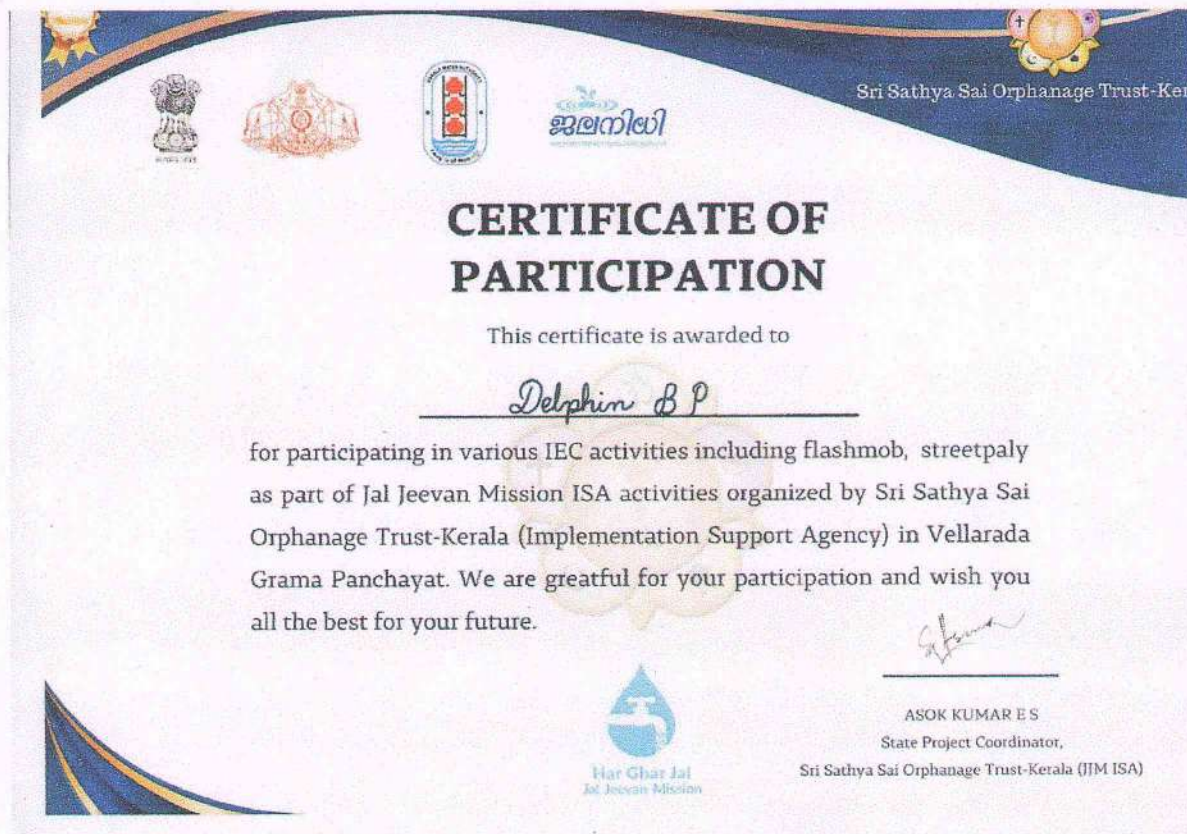 Sri Sathya Sai Orphanage Trust-Ker
ജലനിധി
CERTIFICATE OF
PARTICIPATION
This certificate is awarded to
Delphin B P
for participating in various IEC activities including flashmob, streetpaly
as part of Jal Jeevan Mission ISA activities organized by Sri Sathya Sai
Orphanage Trust-Kerala (Implementation Support Agency) in Vellarada
Grama Panchayat. We are greatful for your participation and wish you
all the best for your future.
ASOK KUMAR E S
State Project Coordinator,
Sri Sathya Sai Orphanage Trust-Kerala (JJM ISA)
Har Ghar Jal
Jal Jeevan Mission